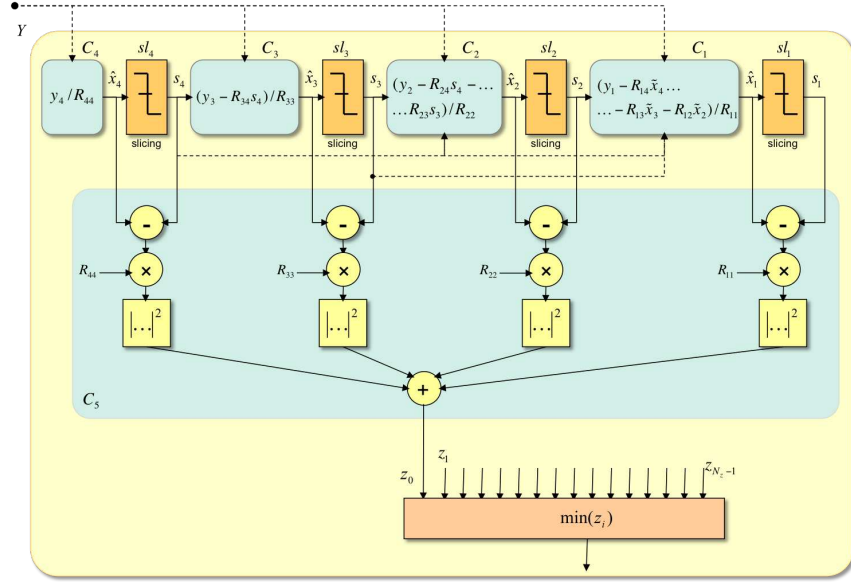 Y
C₄ sl₄ C₃ sl₃ C₂ sl₂ C₁ sl₁
y₄/R₄₄ x̂₄ s₄ (y₃ − R₃₄s₄)/R₃₃ x̂₃ s₃ (y₂ − R₂₄s₄ − ... x̂₂ s₂ (y₁ − R₁₄x̃₄ ... x̂₁ s₁
...R₂₃s₃)/R₂₂ ... − R₁₃x̃₃ − R₁₂x̃₂)/R₁₁
slicing slicing slicing slicing
- - - -
R₄₄ × R₃₃ × R₂₂ × R₁₁ ×
|...|² |...|² |...|² |...|²
+
C₅
z₀ z₁ z_{N_z−1}
min(zᵢ)